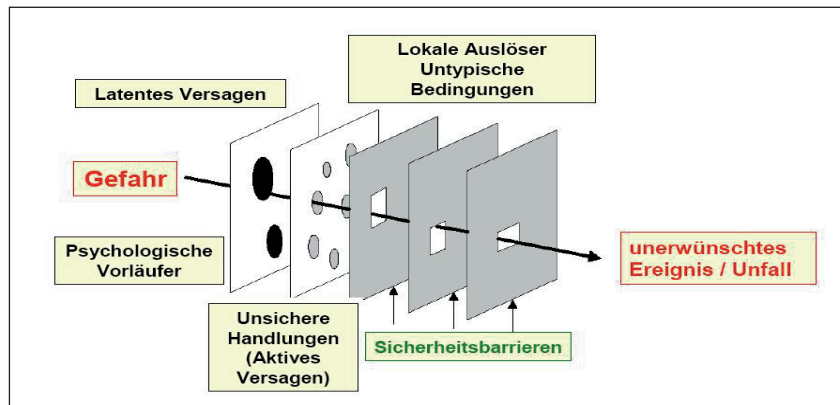 Lokale Auslöser
Untypische
Bedingungen
Latentes Versagen
Gefahr
Psychologische
Vorläufer
unerwünschtes
Ereignis / Unfall
Unsichere
Handlungen
(Aktives
Versagen)
Sicherheitsbarrieren